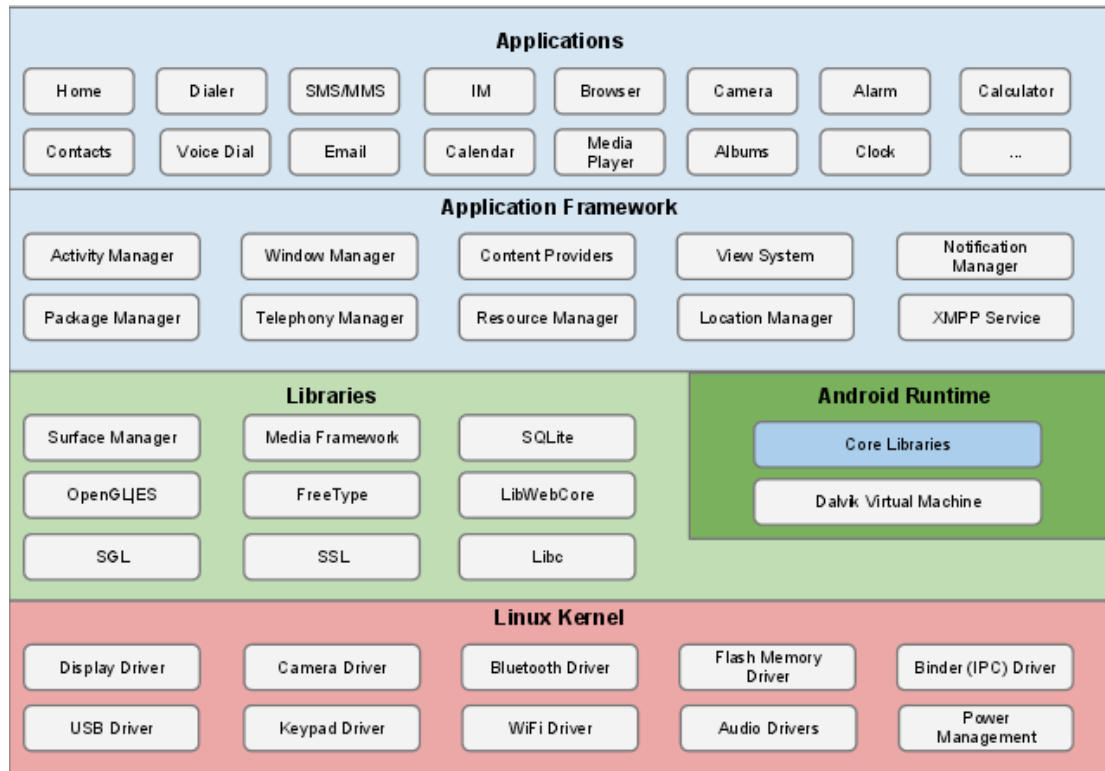 Applications
Home
Dialer
SMS/MMS
IM
Browser
Camera
Alarm
Calculator
Contacts
Voice Dial
Email
Calendar
Media
Player
Albums
Clock
...
Application Framework
Activity Manager
Window Manager
Content Providers
View System
Notification
Manager
Package Manager
Telephony Manager
Resource Manager
Location Manager
XMPP Service
Libraries
Surface Manager
Media Framework
SQLite
OpenGL|ES
FreeType
LibWebCore
SGL
SSL
Libc
Android Runtime
Core Libraries
Dalvik Virtual Machine
Linux Kernel
Display Driver
Camera Driver
Bluetooth Driver
Flash Memory
Driver
Binder (IPC) Driver
USB Driver
Keypad Driver
WiFi Driver
Audio Drivers
Power
Management